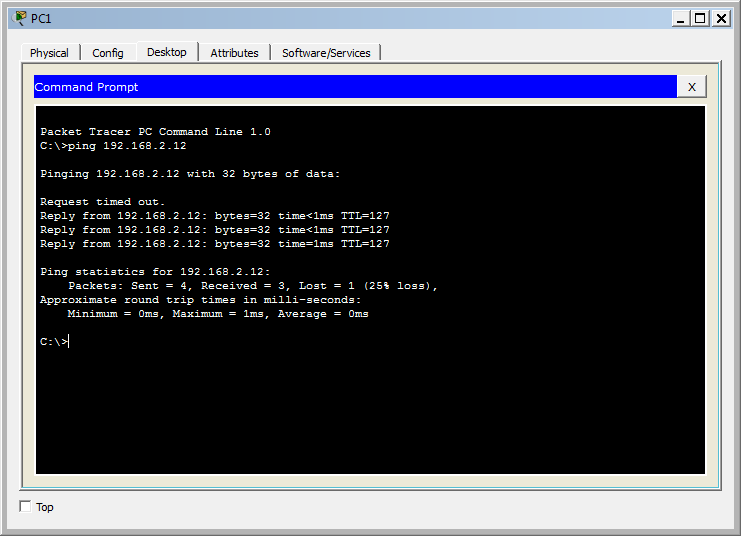 PC1
Physical Config Desktop Attributes Software/Services
Command Prompt X
Packet Tracer PC Command Line 1.0
C:\>ping 192.168.2.12
Pinging 192.168.2.12 with 32 bytes of data:
Request timed out.
Reply from 192.168.2.12: bytes=32 time<1ms TTL=127
Reply from 192.168.2.12: bytes=32 time<1ms TTL=127
Reply from 192.168.2.12: bytes=32 time=1ms TTL=127
Ping statistics for 192.168.2.12:
Packets: Sent = 4, Received = 3, Lost = 1 (25% loss),
Approximate round trip times in milli-seconds:
Minimum = 0ms, Maximum = 1ms, Average = 0ms
C:\>
Top